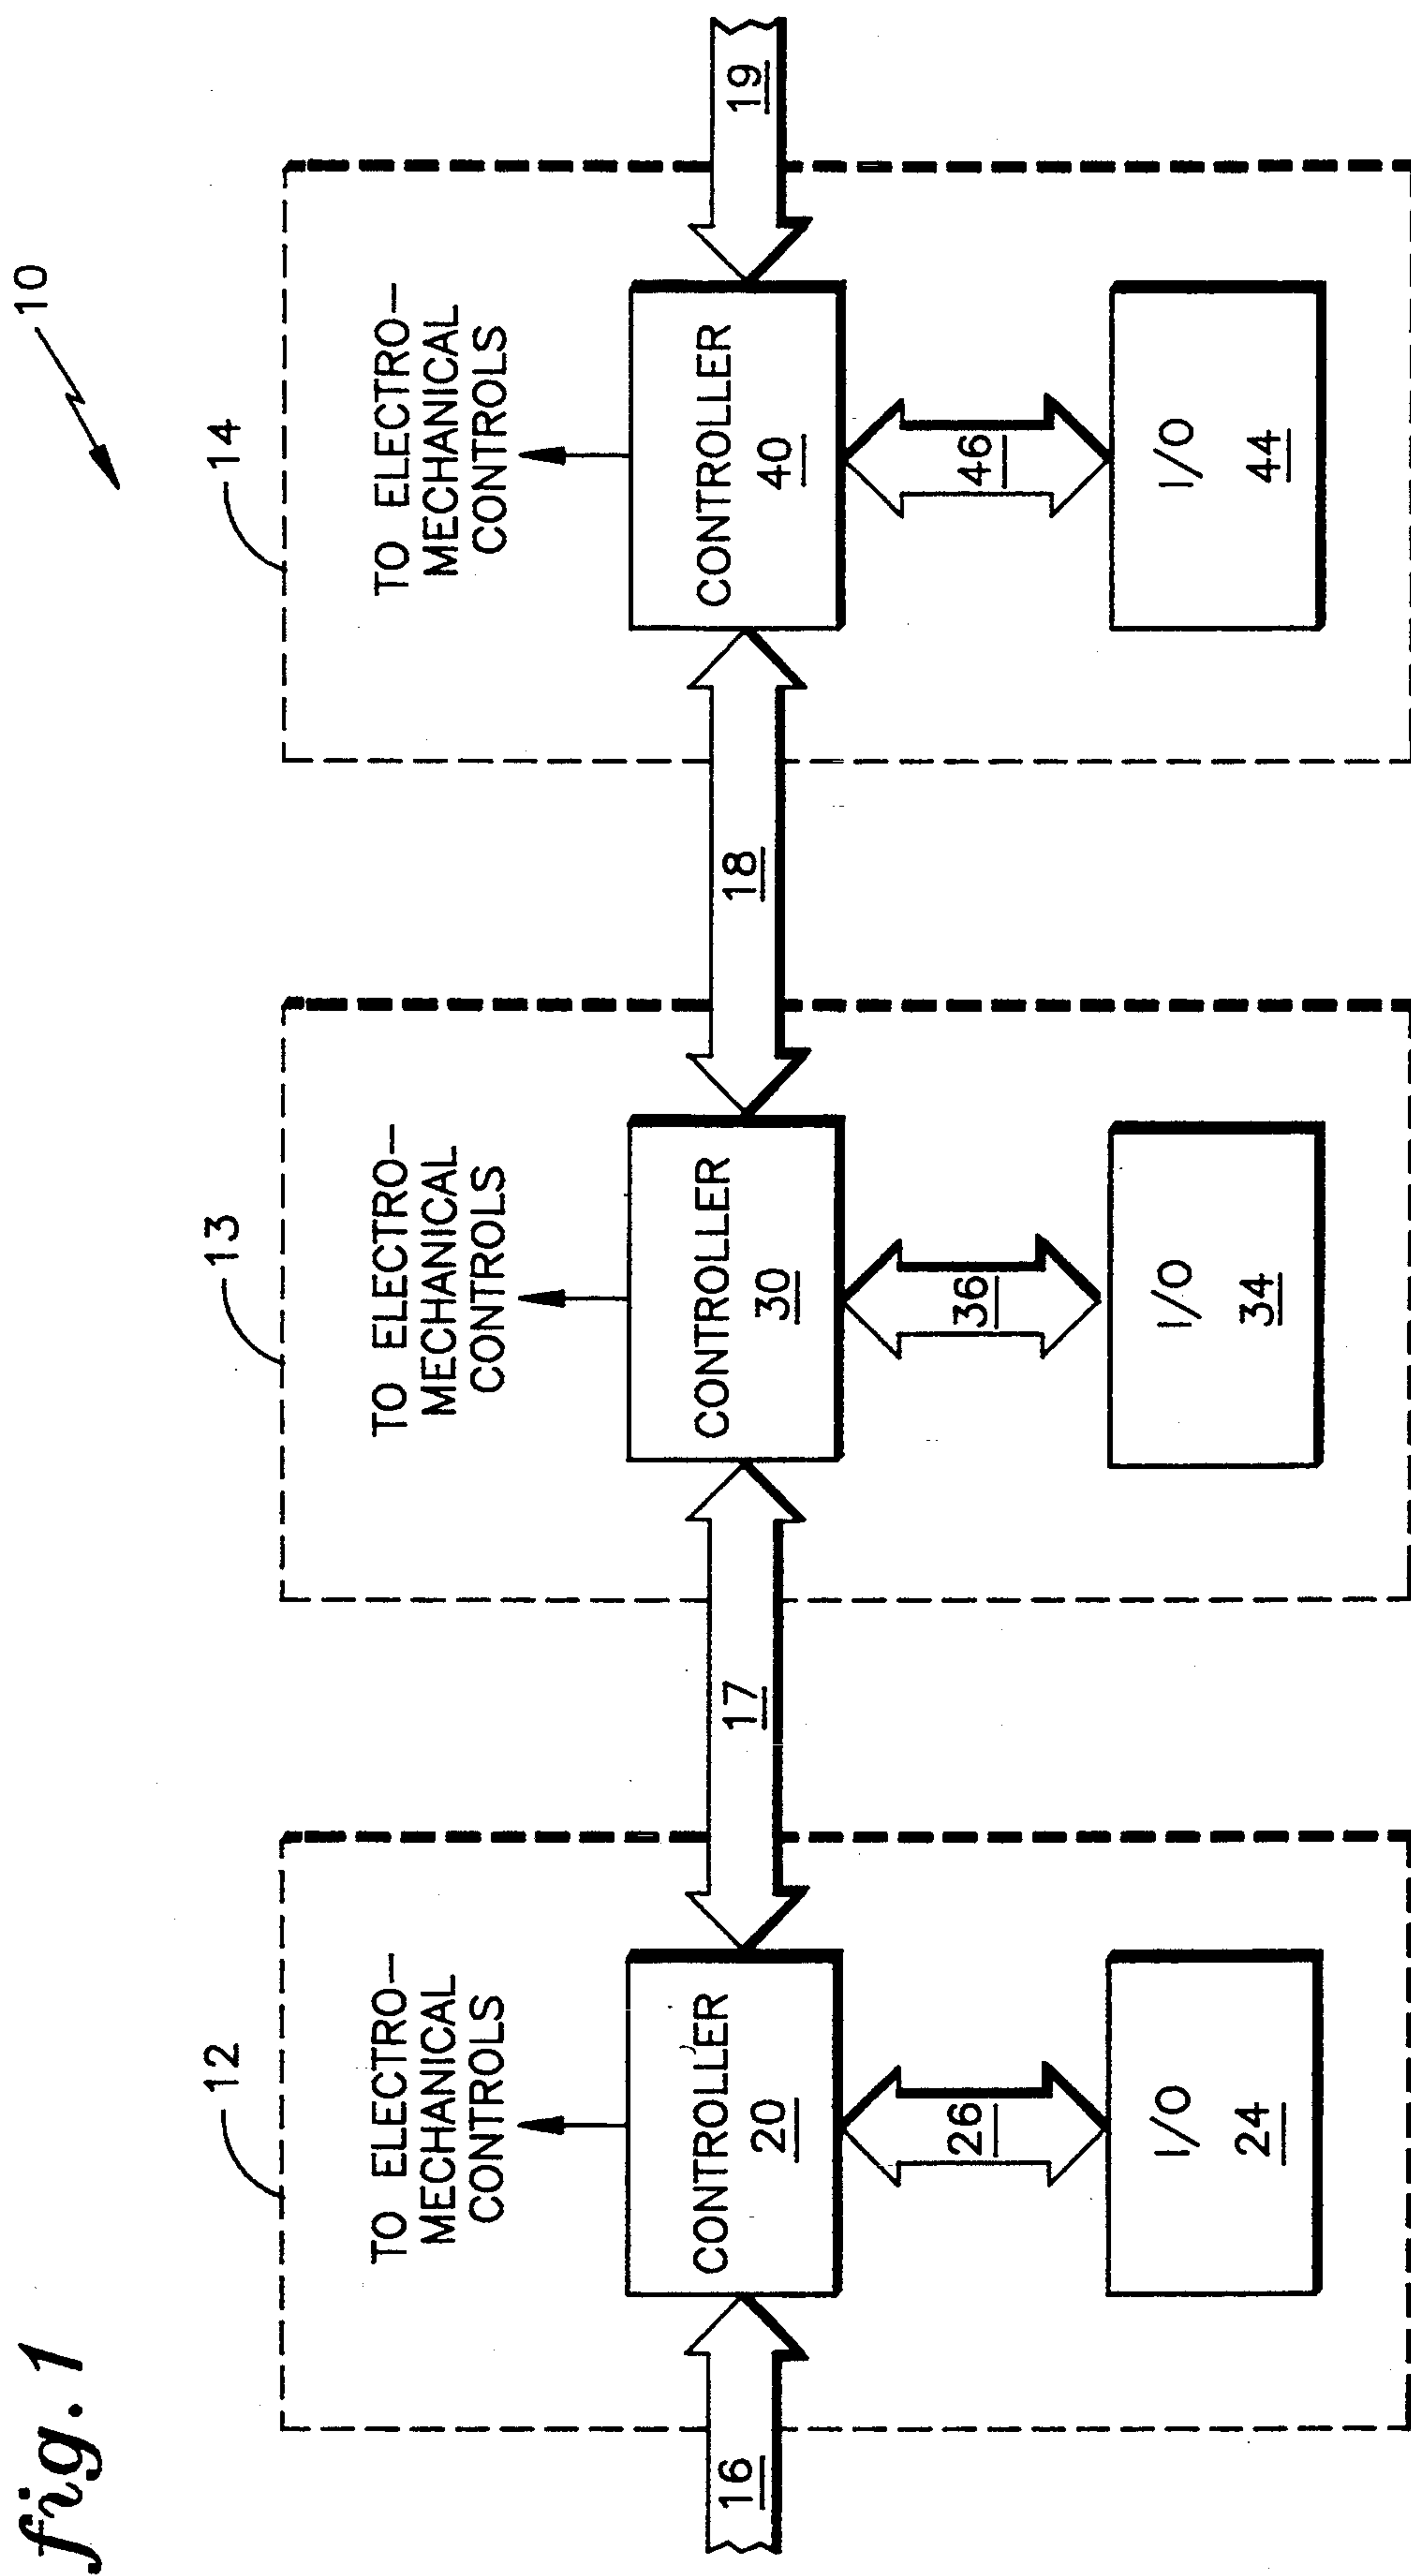 fig. 1
10
12
TO ELECTRO—
MECHANICAL
CONTROLS
16
CONTROLLER
20
26
I/O
24
17
13
TO ELECTRO—
MECHANICAL
CONTROLS
CONTROLLER
30
36
I/O
34
18
14
TO ELECTRO—
MECHANICAL
CONTROLS
CONTROLLER
40
46
I/O
44
19